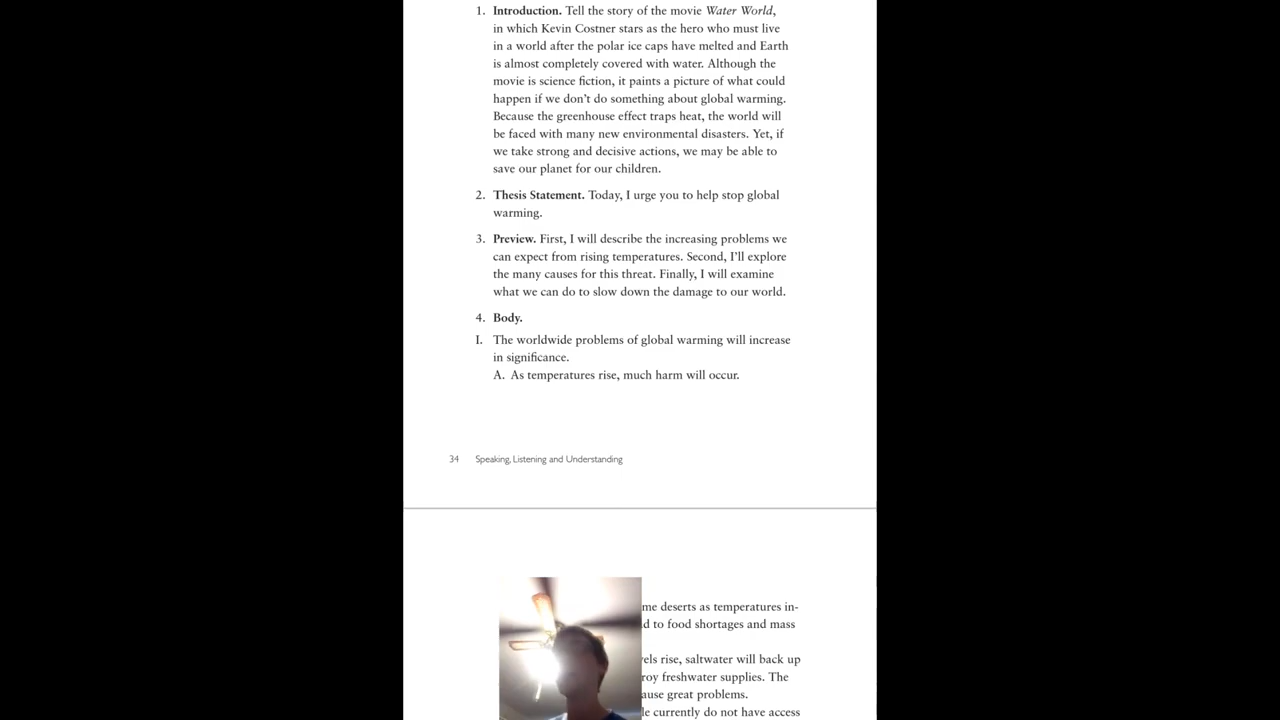 1. Introduction. Tell the story of the movie Water World,
in which Kevin Costner stars as the hero who must live
in a world after the polar ice caps have melted and Earth
is almost completely covered with water. Although the
movie is science fiction, it paints a picture of what could
happen if we don't do something about global warming.
Because the greenhouse effect traps heat, the world will
be faced with many new environmental disasters. Yet, if
we take strong and decisive actions, we may be able to
save our planet for our children.
2. Thesis Statement. Today, I urge you to help stop global
warming.
3. Preview. First, I will describe the increasing problems we
can expect from rising temperatures. Second, I'll explore
the many causes for this threat. Finally, I will examine
what we can do to slow down the damage to our world.
4. Body.
I. The worldwide problems of global warming will increase
in significance.
A. As temperatures rise, much harm will occur.
34 Speaking, Listening and Understanding
deserts as temperatures in-
to food shortages and mass
rise, saltwater will back up
freshwater supplies. The
great problems.
currently do not have access